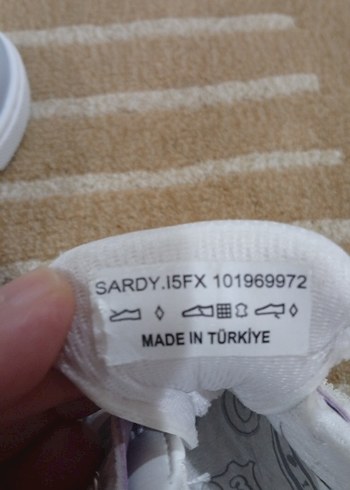 SARDY.I5FX 101969972
MADE IN TÜRKİYE